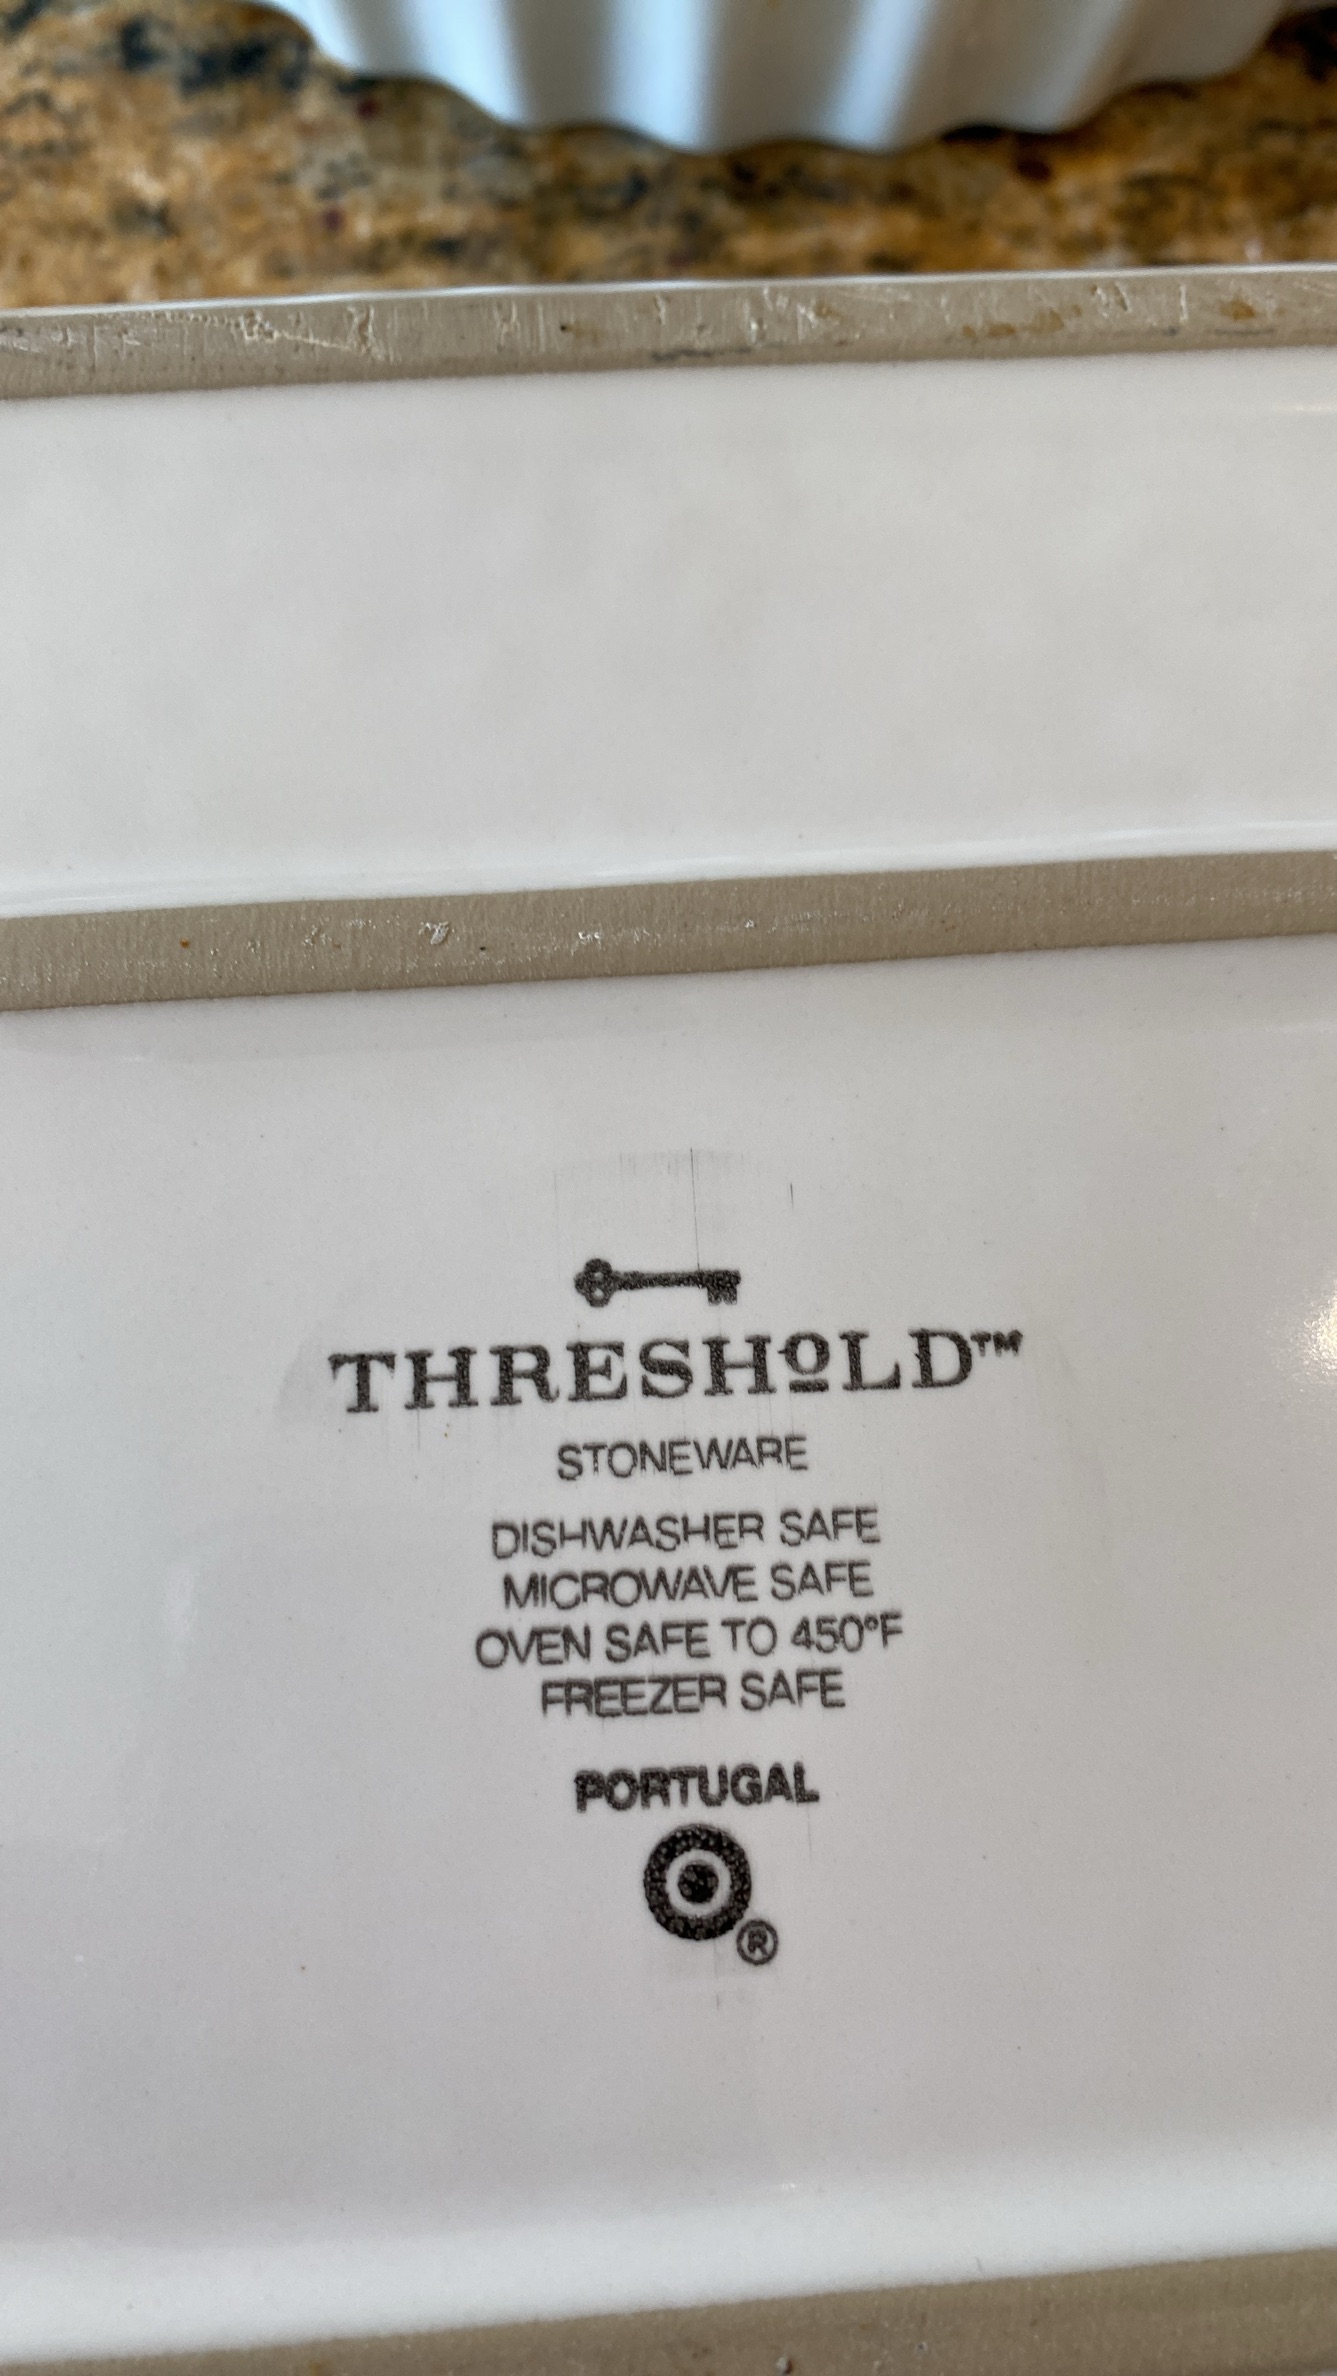 THRESHOLD™
STONEWARE
DISHWASHER SAFE
MICROWAVE SAFE
OVEN SAFE TO 450°F
FREEZER SAFE
PORTUGAL
®